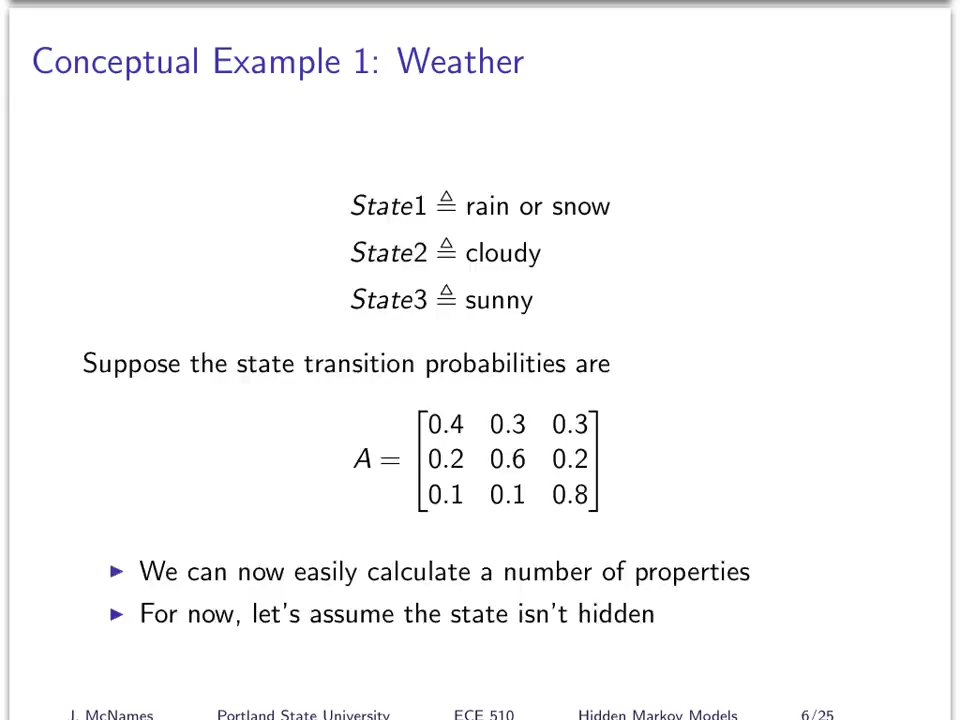 Conceptual Example 1: Weather
State1 ≜ rain or snow
State2 ≜ cloudy
State3 ≜ sunny
Suppose the state transition probabilities are
A = [0.4 0.3 0.3
0.2 0.6 0.2
0.1 0.1 0.8]
▶ We can now easily calculate a number of properties
▶ For now, let's assume the state isn't hidden
J. McNames Portland State University ECE 510 Hidden Markov Models 6/25